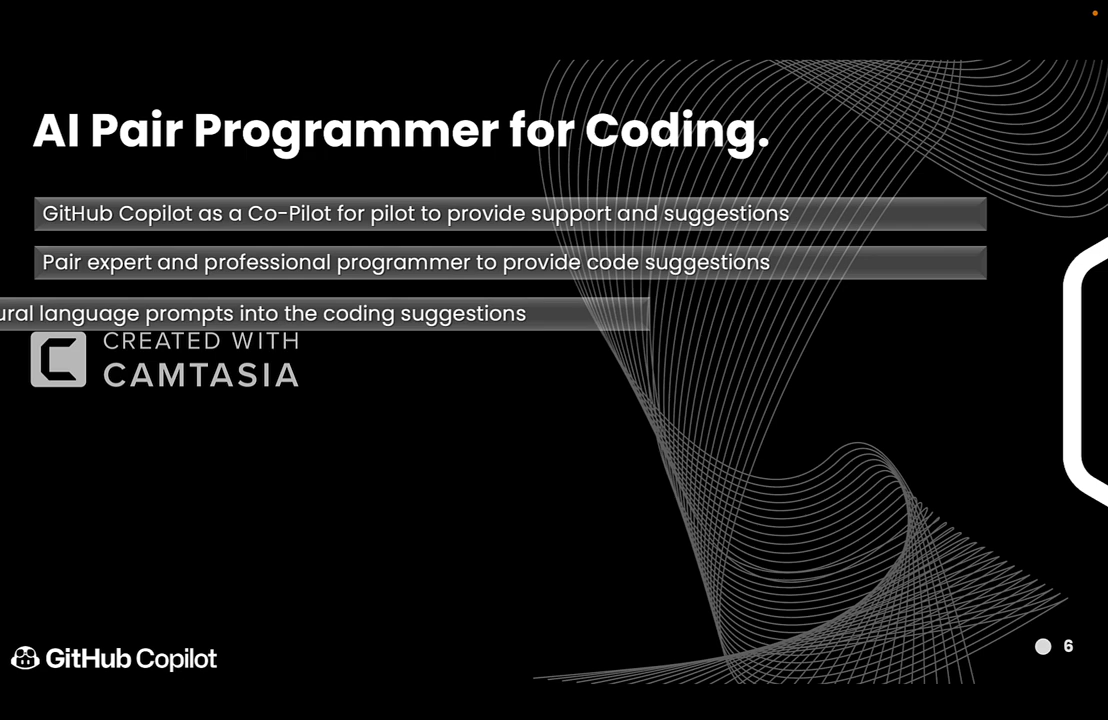 AI Pair Programmer for Coding.
GitHub Copilot as a Co-Pilot for pilot to provide support and suggestions
Pair expert and professional programmer to provide code suggestions
language prompts into the coding suggestions
CREATED WITH
CAMTASIA
GitHub Copilot
6